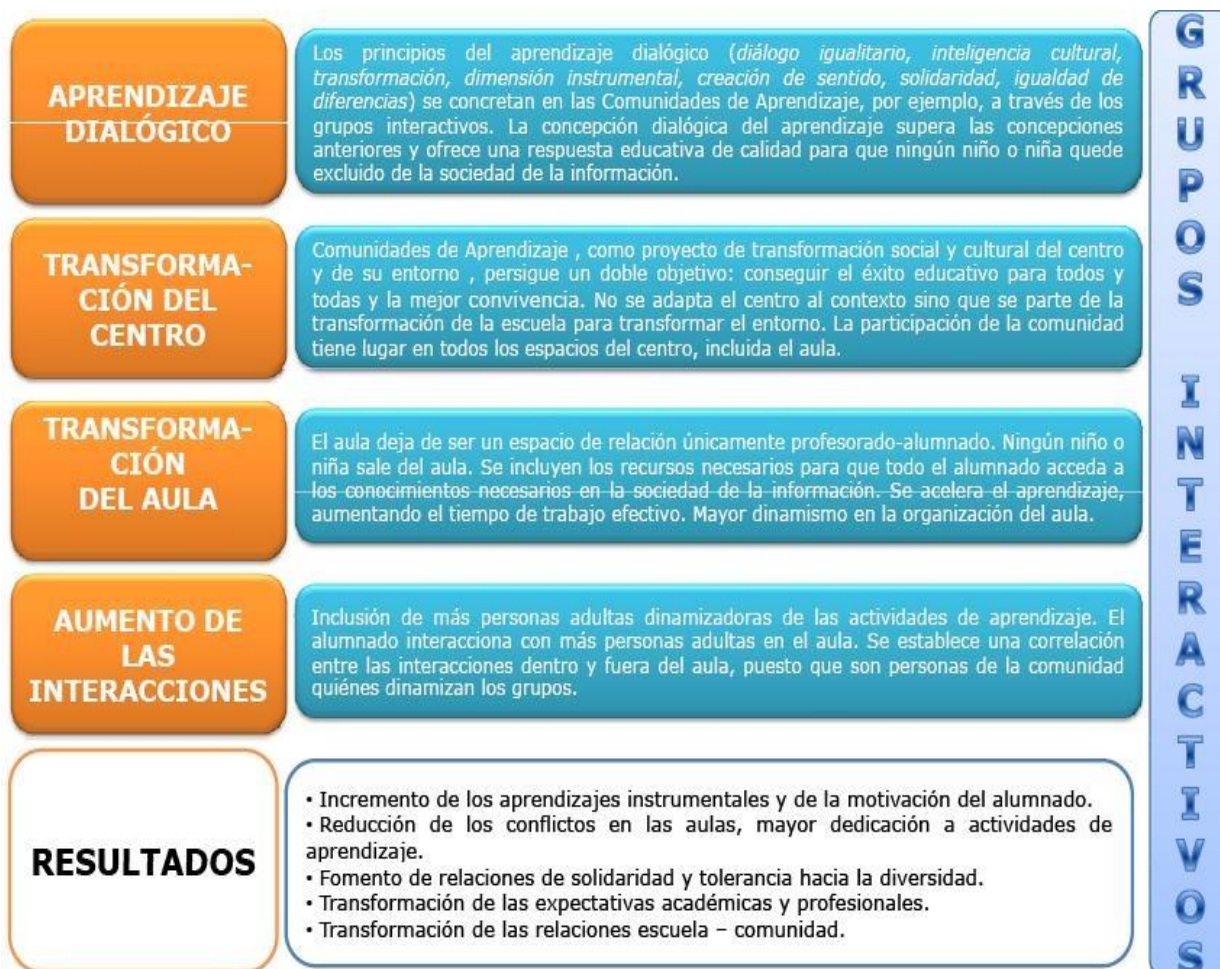 APRENDIZAJE
DIALÓGICO
Los principios del aprendizaje dialógico (diálogo igualitario, inteligencia cultural,
transformación, dimensión instrumental, creación de sentido, solidaridad, igualdad de
diferencias) se concretan en las Comunidades de Aprendizaje, por ejemplo, a través de los
grupos interactivos. La concepción dialógica del aprendizaje supera las concepciones
anteriores y ofrece una respuesta educativa de calidad para que ningún niño o niña quede
excluido de la sociedad de la información.
TRANSFORMA-
CIÓN DEL
CENTRO
Comunidades de Aprendizaje , como proyecto de transformación social y cultural del centro
y de su entorno , persigue un doble objetivo: conseguir el éxito educativo para todos y
todas y la mejor convivencia. No se adapta el centro al contexto sino que se parte de la
transformación de la escuela para transformar el entorno. La participación de la comunidad
tiene lugar en todos los espacios del centro, incluida el aula.
TRANSFORMA-
CIÓN
DEL AULA
El aula deja de ser un espacio de relación únicamente profesorado-alumnado. Ningún niño o
niña sale del aula. Se incluyen los recursos necesarios para que todo el alumnado acceda a
los conocimientos necesarios en la sociedad de la información. Se acelera el aprendizaje,
aumentando el tiempo de trabajo efectivo. Mayor dinamismo en la organización del aula.
AUMENTO DE
LAS
INTERACCIONES
Inclusión de más personas adultas dinamizadoras de las actividades de aprendizaje. El
alumnado interacciona con más personas adultas en el aula. Se establece una correlación
entre las interacciones dentro y fuera del aula, puesto que son personas de la comunidad
quiénes dinamizan los grupos.
RESULTADOS
• Incremento de los aprendizajes instrumentales y de la motivación del alumnado.
• Reducción de los conflictos en las aulas, mayor dedicación a actividades de
aprendizaje.
• Fomento de relaciones de solidaridad y tolerancia hacia la diversidad.
• Transformación de las expectativas académicas y profesionales.
• Transformación de las relaciones escuela – comunidad.
GRUPOS INTERACTIVOS